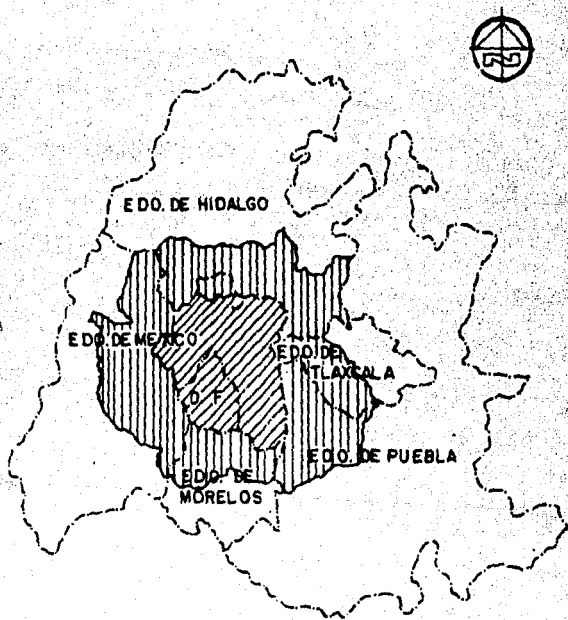 EDO. DE HIDALGO
EDO. DE MEXICO
EDO. DE
TLAXCALA
D F
EDO. DE PUEBLA
EDO. DE
MORELOS